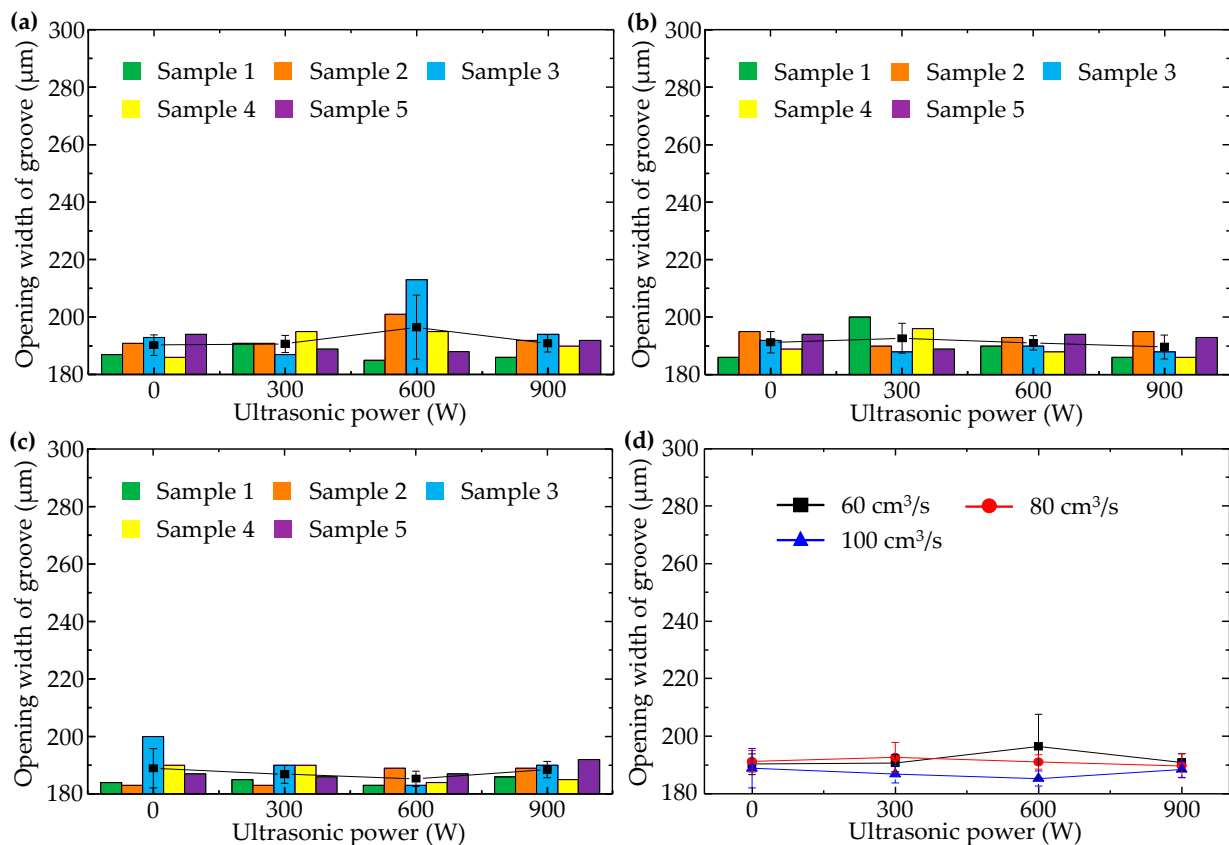 (a)
Opening width of groove (μm)
300
280
260
240
220
200
180
Sample 1 Sample 2 Sample 3
Sample 4 Sample 5
0 300 600 900
Ultrasonic power (W)
(b)
Opening width of groove (μm)
300
280
260
240
220
200
180
Sample 1 Sample 2 Sample 3
Sample 4 Sample 5
0 300 600 900
Ultrasonic power (W)
(c)
Opening width of groove (μm)
300
280
260
240
220
200
180
Sample 1 Sample 2 Sample 3
Sample 4 Sample 5
0 300 600 900
Ultrasonic power (W)
(d)
Opening width of groove (μm)
300
280
260
240
220
200
180
60 cm³/s 80 cm³/s
100 cm³/s
0 300 600 900
Ultrasonic power (W)